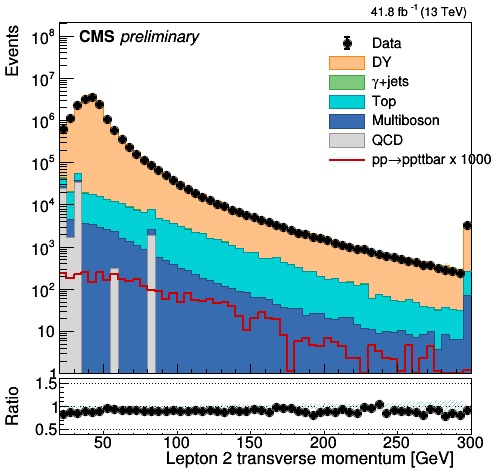 41.8 fb⁻¹ (13 TeV)
CMS preliminary
Events
10⁸
10⁷
10⁶
10⁵
10⁴
10³
10²
10
1
Data
DY
γ+jets
Top
Multiboson
QCD
pp→ppttbar x 1000
Ratio
1.5
1
0.5
50 100 150 200 250 300
Lepton 2 transverse momentum [GeV]